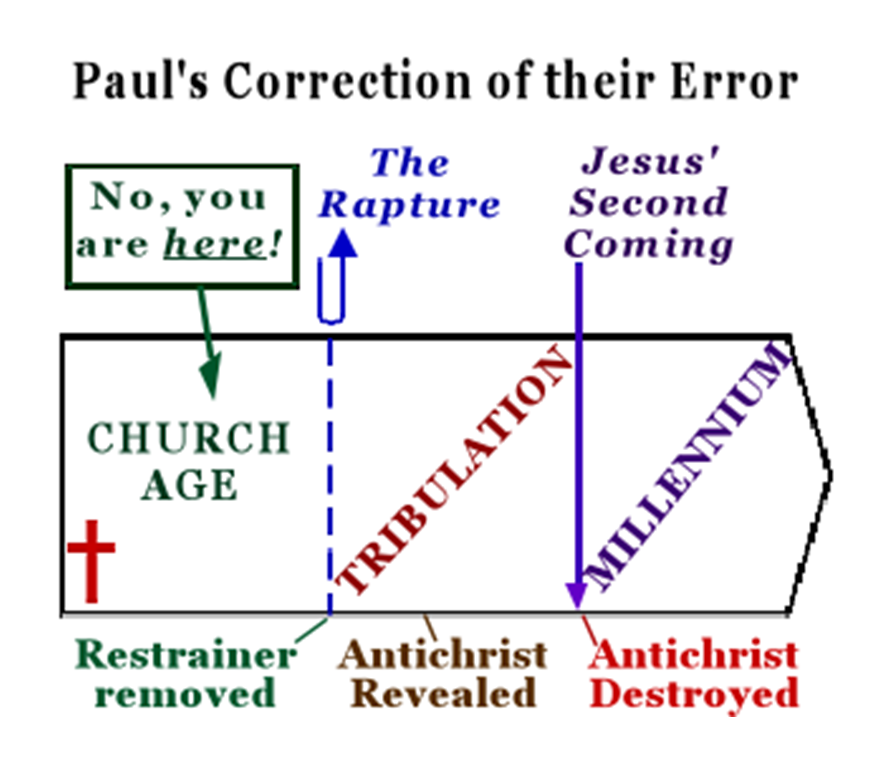 Paul's Correction of their Error
No, you
are here!
The
Rapture
Jesus'
Second
Coming
CHURCH
AGE
TRIBULATION
MILLENNIUM
Restrainer
removed
Antichrist
Revealed
Antichrist
Destroyed